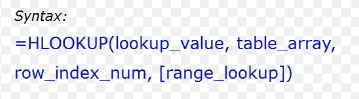 Syntax:
=HLOOKUP(lookup_value, table_array,
row_index_num, [range_lookup])